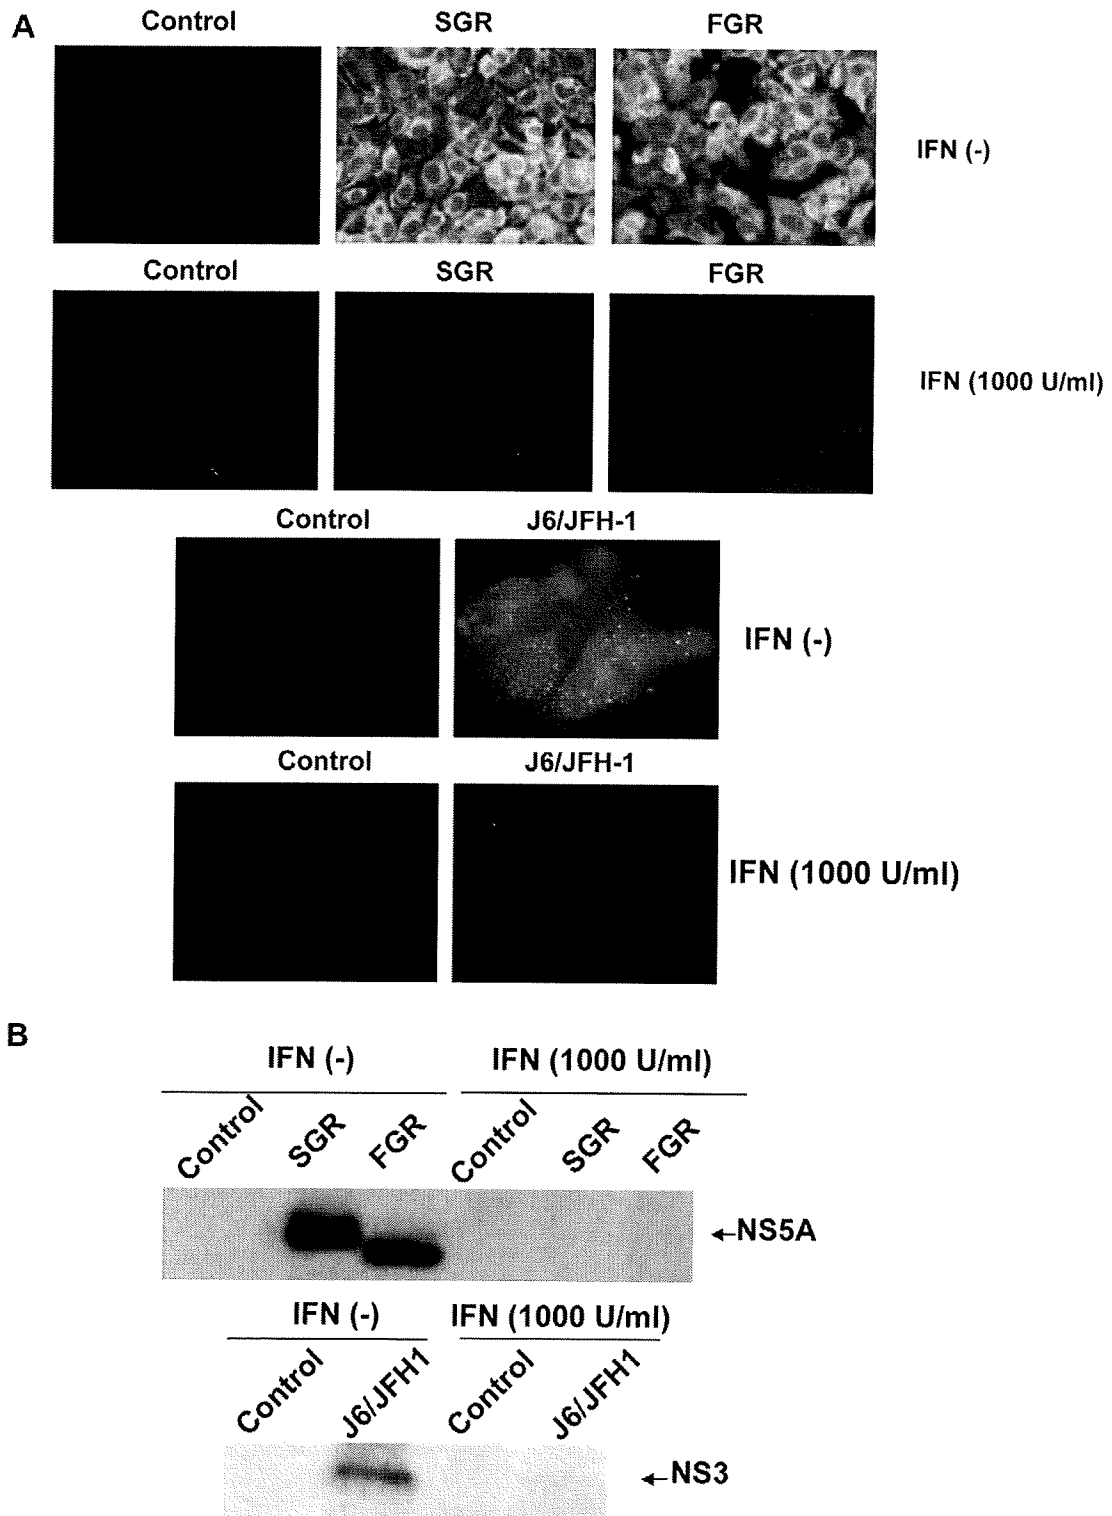 A
Control SGR FGR
IFN (-)
Control SGR FGR
IFN (1000 U/ml)
Control J6/JFH-1
IFN (-)
Control J6/JFH-1
IFN (1000 U/ml)
B
IFN (-) IFN (1000 U/ml)
Control SGR FGR Control SGR FGR
←NS5A
IFN (-) IFN (1000 U/ml)
Control J6/JFH1 Control J6/JFH1
←NS3